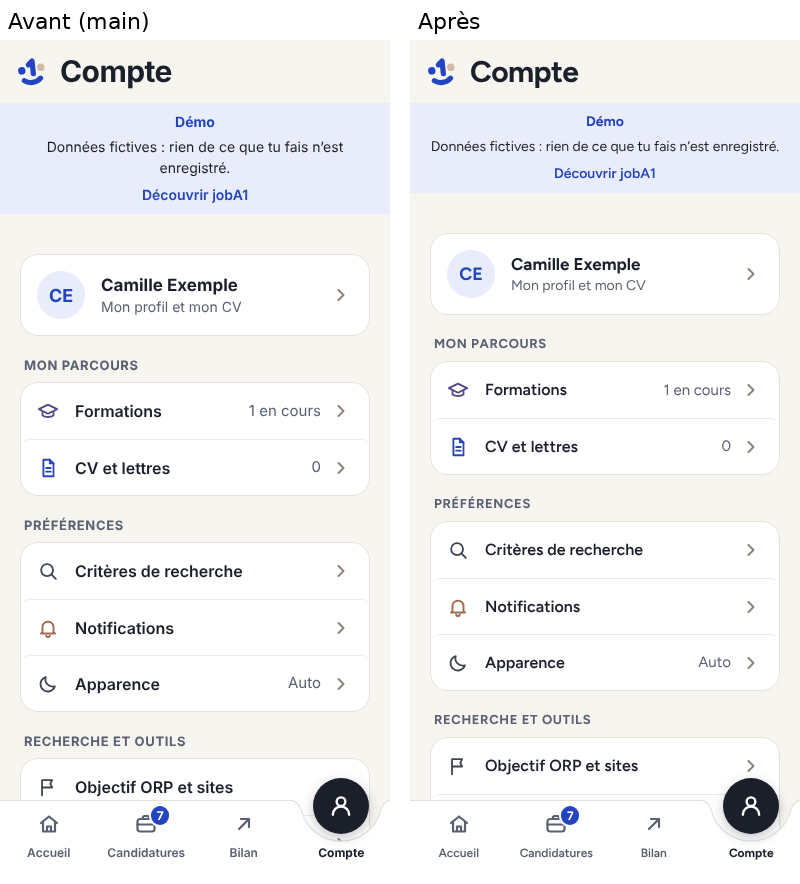 Avant (main)
Compte
Démo
Données fictives : rien de ce que tu fais n’est
enregistré.
Découvrir jobA1
CE
Camille Exemple
Mon profil et mon CV
MON PARCOURS
Formations
1 en cours
CV et lettres
0
PRÉFÉRENCES
Critères de recherche
Notifications
Apparence
Auto
RECHERCHE ET OUTILS
Objectif ORP et sites
7
Accueil
Candidatures
Bilan
Compte
Après
Compte
Démo
Données fictives : rien de ce que tu fais n’est enregistré.
Découvrir jobA1
CE
Camille Exemple
Mon profil et mon CV
MON PARCOURS
Formations
1 en cours
CV et lettres
0
PRÉFÉRENCES
Critères de recherche
Notifications
Apparence
Auto
RECHERCHE ET OUTILS
Objectif ORP et sites
7
Accueil
Candidatures
Bilan
Compte